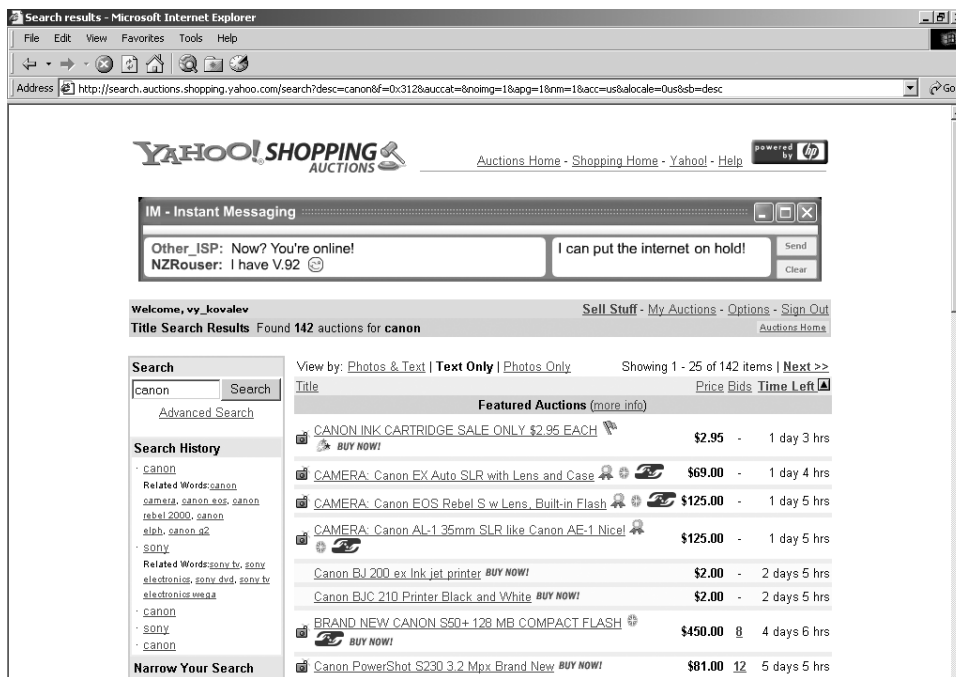 Search results - Microsoft Internet Explorer
File Edit View Favorites Tools Help
Address http://search.auctions.shopping.yahoo.com/search?desc=canon&f=0x312&auccat=&noimg=1&apg=1&nm=1&acc=us&alocale=0us&sb=desc Go
YAHOO! SHOPPING
AUCTIONS
Auctions Home - Shopping Home - Yahoo! - Help
powered by hp
IM - Instant Messaging
Other_ISP: Now? You're online! I can put the internet on hold! Send
NZRouser: I have V.92 Clear
Welcome, vy_kovalev Sell Stuff - My Auctions - Options - Sign Out
Title Search Results Found 142 auctions for canon Auctions Home
Search
canon Search
Advanced Search
Search History
· canon
Related Words:canon
camera, canon eos, canon
rebel 2000, canon
elph, canon g2
· sony
Related Words:sony tv, sony
electronics, sony dvd, sony tv
electronics wega
· canon
· sony
· canon
Narrow Your Search
View by: Photos & Text | Text Only | Photos Only Showing 1 - 25 of 142 items | Next >>
Title Price Bids Time Left
Featured Auctions (more info)
CANON INK CARTRIDGE SALE ONLY $2.95 EACH
BUY NOW! $2.95 - 1 day 3 hrs
CAMERA: Canon EX Auto SLR with Lens and Case $69.00 - 1 day 4 hrs
CAMERA: Canon EOS Rebel S w Lens, Built-in Flash $125.00 - 1 day 5 hrs
CAMERA: Canon AL-1 35mm SLR like Canon AE-1 Nice! $125.00 - 1 day 5 hrs
Canon BJ 200 ex Ink jet printer BUY NOW! $2.00 - 2 days 5 hrs
Canon BJC 210 Printer Black and White BUY NOW! $2.00 - 2 days 5 hrs
BRAND NEW CANON S50+ 128 MB COMPACT FLASH
BUY NOW! $450.00 8 4 days 6 hrs
Canon PowerShot S230 3.2 Mpx Brand New BUY NOW! $81.00 12 5 days 5 hrs